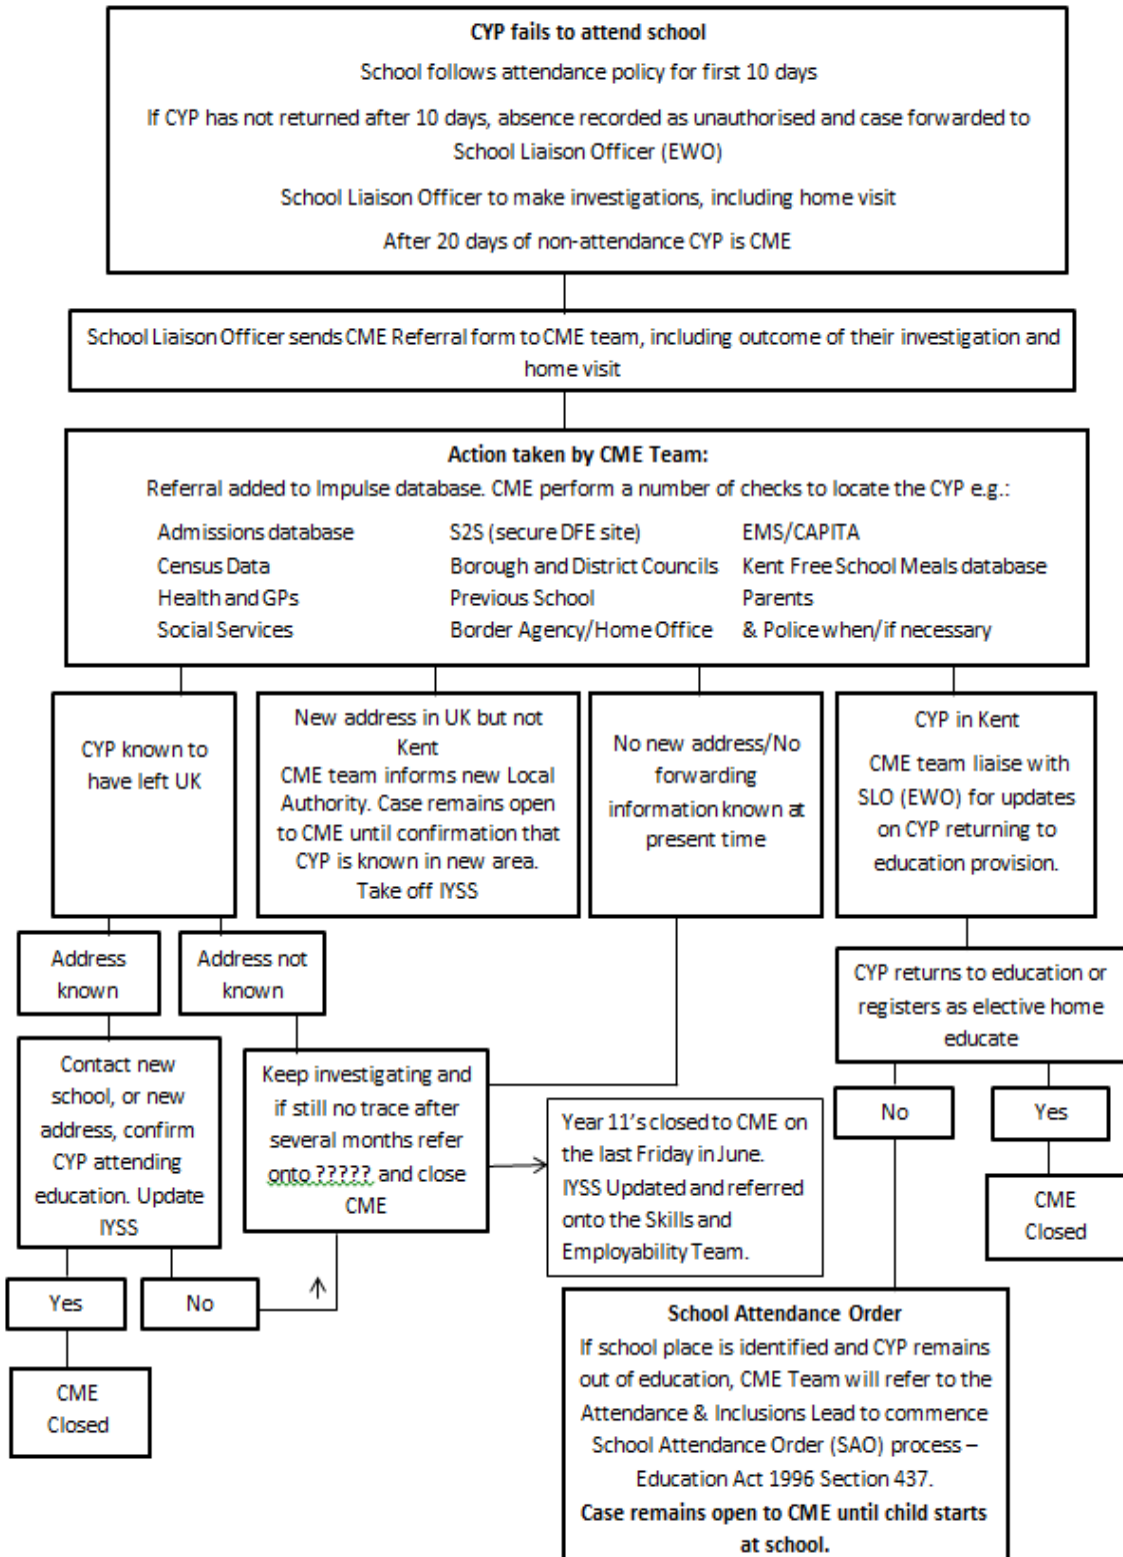 CYP fails to attend school
School follows attendance policy for first 10 days
If CYP has not returned after 10 days, absence recorded as unauthorised and case forwarded to
School Liaison Officer (EWO)
School Liaison Officer to make investigations, including home visit
After 20 days of non-attendance CYP is CME
School Liaison Officer sends CME Referral form to CME team, including outcome of their investigation and
home visit
Action taken by CME Team:
Referral added to Impulse database. CME perform a number of checks to locate the CYP e.g.:
Admissions database S2S (secure DFE site) EMS/CAPITA
Census Data Borough and District Councils Kent Free School Meals database
Health and GPs Previous School Parents
Social Services Border Agency/Home Office & Police when/if necessary
CYP known to
have left UK
New address in UK but not
Kent
CME team informs new Local
Authority. Case remains open
to CME until confirmation that
CYP is known in new area.
Take off IYSS
No new address/No
forwarding
information known at
present time
CYP in Kent
CME team liaise with
SLO (EWO) for updates
on CYP returning to
education provision.
Address
known
Address not
known
CYP returns to education or
registers as elective home
educate
Contact new
school, or new
address, confirm
CYP attending
education. Update
IYSS
Keep investigating and
if still no trace after
several months refer
onto ????? and close
CME
Year 11's closed to CME on
the last Friday in June.
IYSS Updated and referred
onto the Skills and
Employability Team.
No
Yes
CME
Closed
Yes
No
CME
Closed
School Attendance Order
If school place is identified and CYP remains
out of education, CME Team will refer to the
Attendance & Inclusions Lead to commence
School Attendance Order (SAO) process –
Education Act 1996 Section 437.
Case remains open to CME until child starts
at school.